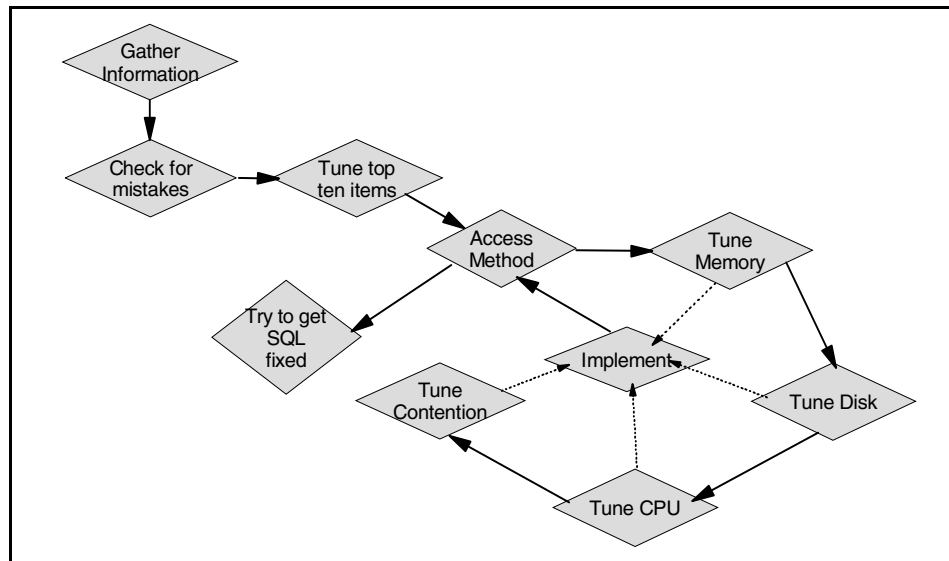 Gather
Information
Check for
mistakes
Tune top
ten items
Access
Method
Tune
Memory
Try to get
SQL
fixed
Implement
Tune
Contention
Tune Disk
Tune CPU